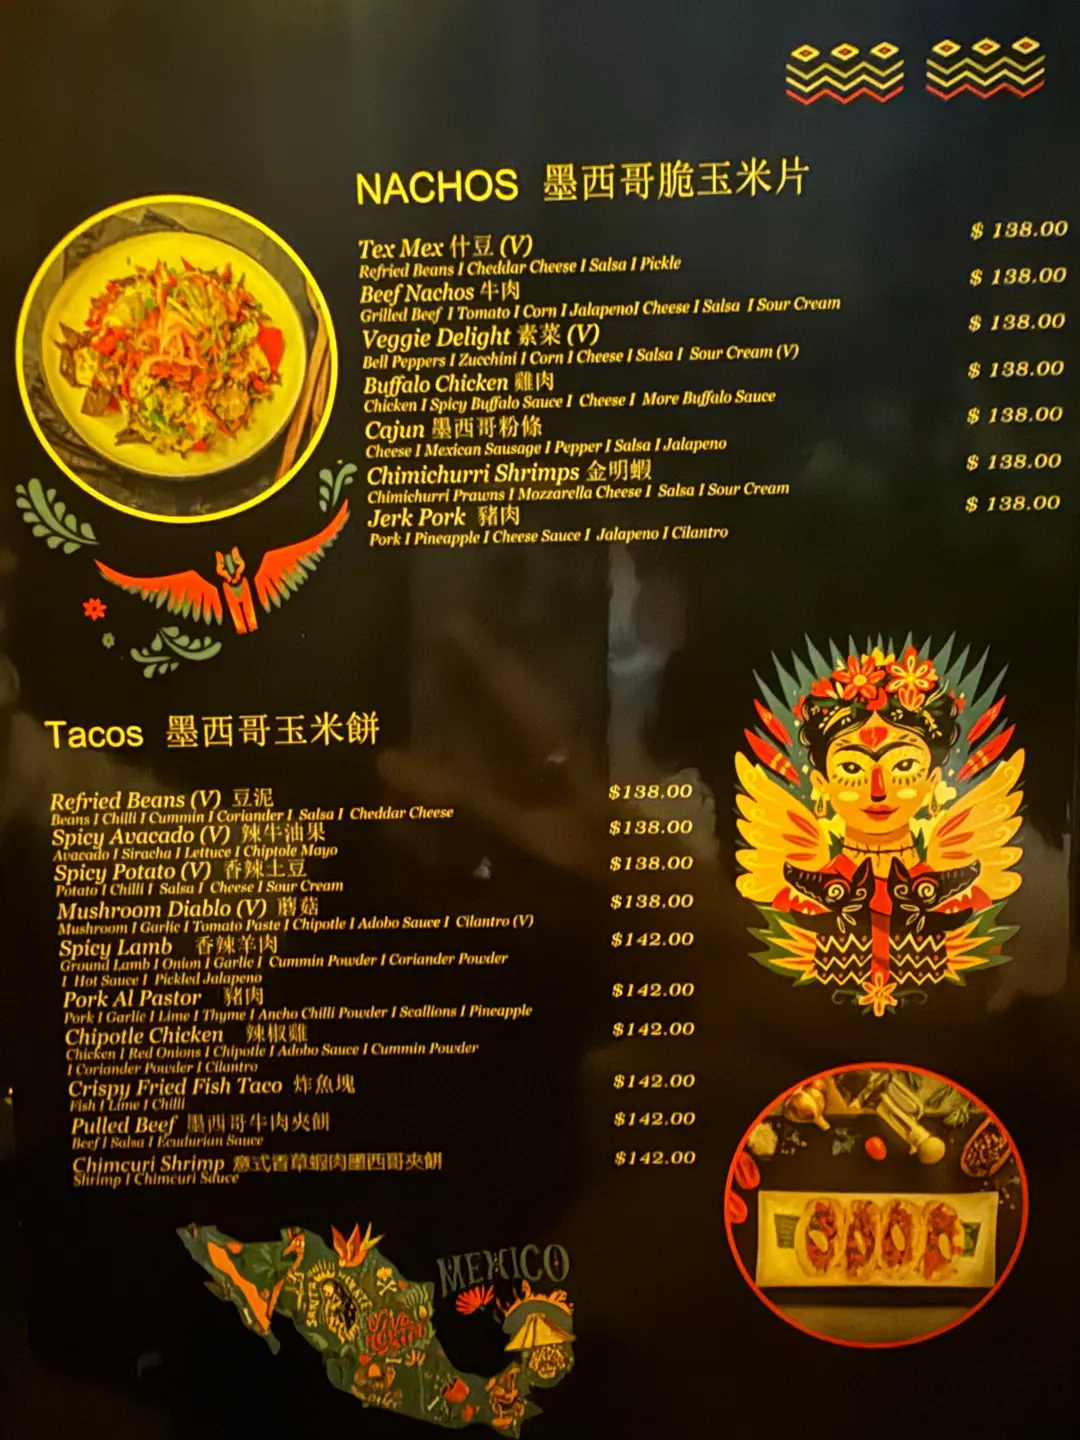 NACHOS 墨西哥脆玉米片
Tex Mex 什豆 (V) $ 138.00
Refried Beans I Cheddar Cheese I Salsa I Pickle
Beef Nachos 牛肉 $ 138.00
Grilled Beef I Tomato I Corn I JalapenoI Cheese I Salsa I Sour Cream
Veggie Delight 素菜 (V) $ 138.00
Bell Peppers I Zucchini I Corn I Cheese I Salsa I Sour Cream (V)
Buffalo Chicken 雞肉 $ 138.00
Chicken I Spicy Buffalo Sauce I Cheese I More Buffalo Sauce
Cajun 墨西哥粉條 $ 138.00
Cheese I Mexican Sausage I Pepper I Salsa I Jalapeno
Chimichurri Shrimps 金明蝦 $ 138.00
Chimichurri Prawns I Mozzarella Cheese I Salsa I Sour Cream
Jerk Pork 豬肉 $ 138.00
Pork I Pineapple I Cheese Sauce I Jalapeno I Cilantro
Tacos 墨西哥玉米餅
Refried Beans (V) 豆泥 $138.00
Beans I Chilli I Cummin I Coriander I Salsa I Cheddar Cheese
Spicy Avacado (V) 辣牛油果 $138.00
Avacado I Siracha I Lettuce I Chiptole Mayo
Spicy Potato (V) 香辣土豆 $138.00
Potato I Chilli I Salsa I Cheese I Sour Cream
Mushroom Diablo (V) 蘑菇 $138.00
Mushroom I Garlic I Tomato Paste I Chipotle I Adobo Sauce I Cilantro (V)
Spicy Lamb 香辣羊肉 $142.00
Ground Lamb I Onion I Garlic I Cummin Powder I Coriander Powder
I Hot Sauce I Pickled Jalapeno
Pork Al Pastor 豬肉 $142.00
Pork I Garlic I Lime I Thyme I Ancho Chilli Powder I Scallions I Pineapple
Chipotle Chicken 辣椒雞 $142.00
Chicken I Red Onions I Chipotle I Adobo Sauce I Cummin Powder
I Coriander Powder I Cilantro
Crispy Fried Fish Taco 炸魚塊 $142.00
Fish I Lime I Chilli
Pulled Beef 墨西哥牛肉夾餅 $142.00
Beef I Salsa I Ecudurian Sauce
Chimcuri Shrimp 意式香草蝦肉墨西哥夾餅 $142.00
Shrimp I Chimcuri Sauce
MEXICO